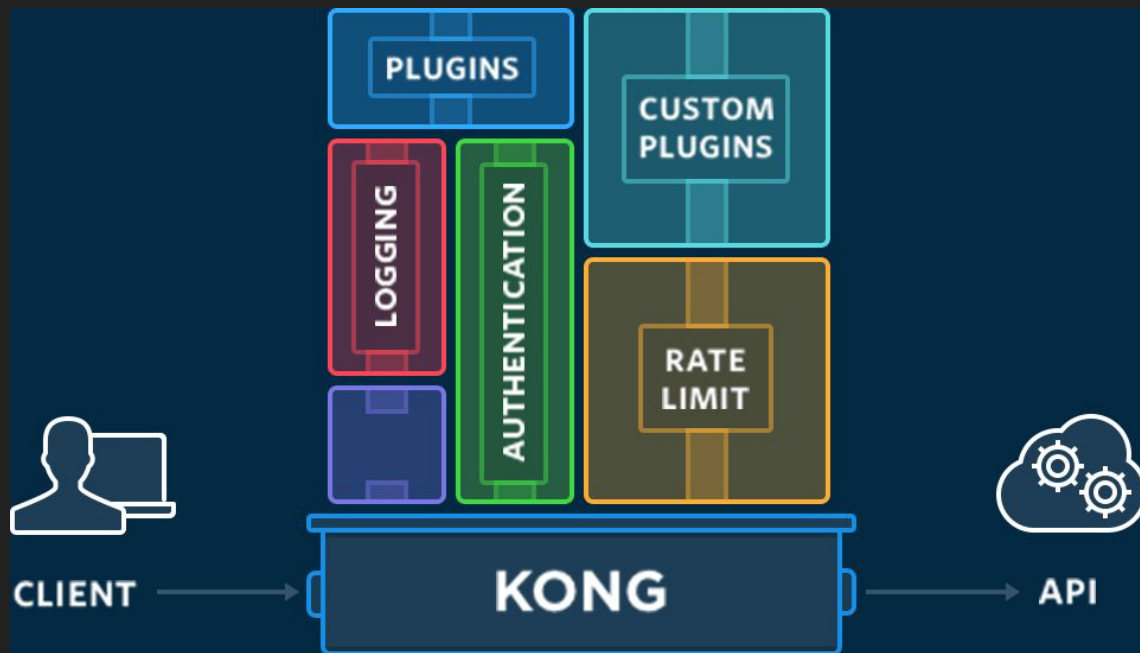 PLUGINS
CUSTOM
PLUGINS
LOGGING
AUTHENTICATION
RATE
LIMIT
CLIENT
KONG
API